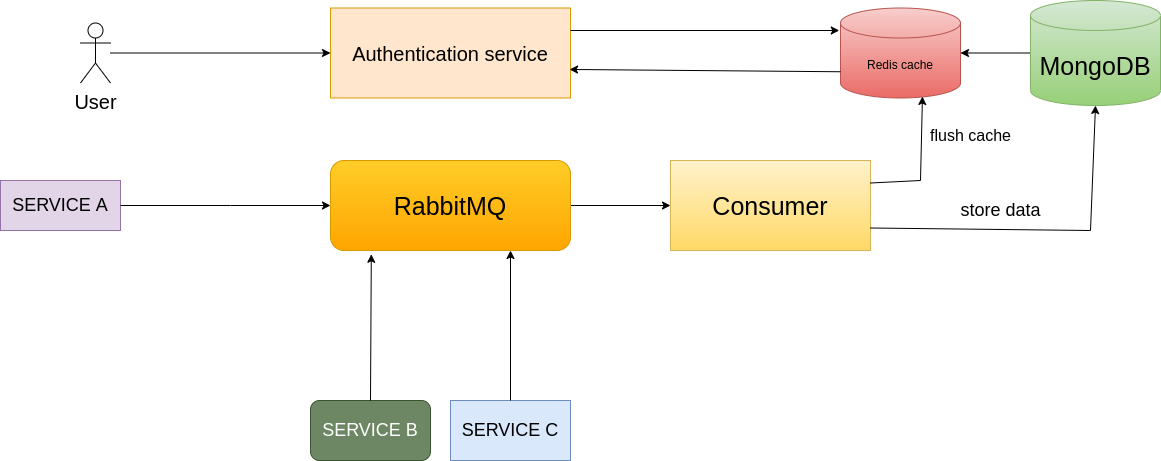 Authentication service
Redis cache
MongoDB
User
flush cache
SERVICE A
RabbitMQ
Consumer
store data
SERVICE B
SERVICE C